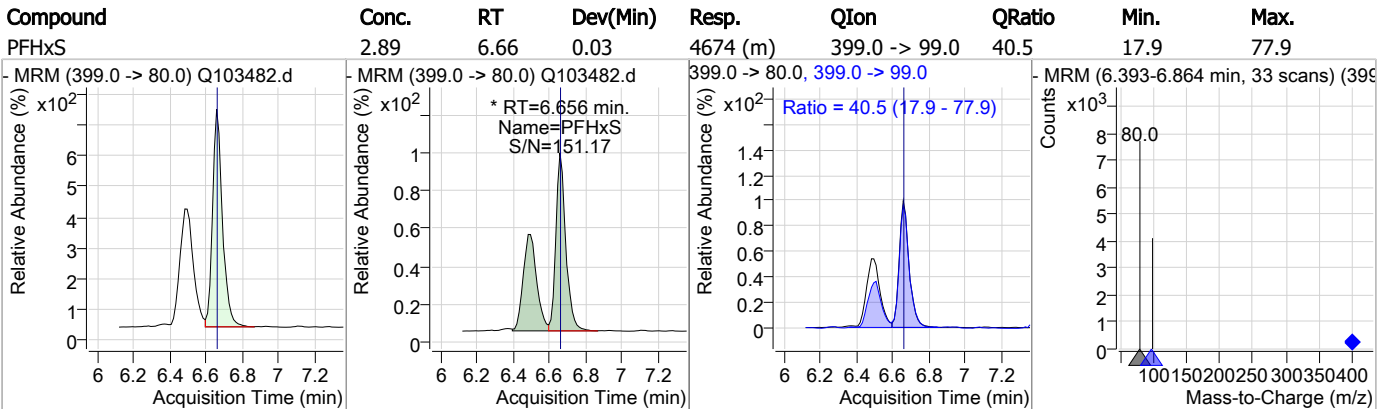 Compound Conc. RT Dev(Min) Resp. QIon QRatio Min. Max.
PFHxS 2.89 6.66 0.03 4674 (m) 399.0 -> 99.0 40.5 17.9 77.9
- MRM (399.0 -> 80.0) Q103482.d
x10²
Relative Abundance (%)
6
5
4
3
2
1
0
6 6.2 6.4 6.6 6.8 7 7.2
Acquisition Time (min)
- MRM (399.0 -> 80.0) Q103482.d
x10²
* RT=6.656 min.
Name=PFHxS
S/N=151.17
Relative Abundance (%)
1
0.8
0.6
0.4
0.2
0
6 6.2 6.4 6.6 6.8 7 7.2
Acquisition Time (min)
399.0 -> 80.0, 399.0 -> 99.0
x10²
Ratio = 40.5 (17.9 - 77.9)
Relative Abundance (%)
1.4
1.2
1
0.8
0.6
0.4
0.2
0
6 6.2 6.4 6.6 6.8 7 7.2
Acquisition Time (min)
- MRM (6.393-6.864 min, 33 scans) (399
x10³
Counts
80.0
8
7
6
5
4
3
2
1
0
100 150 200 250 300 350 400
Mass-to-Charge (m/z)